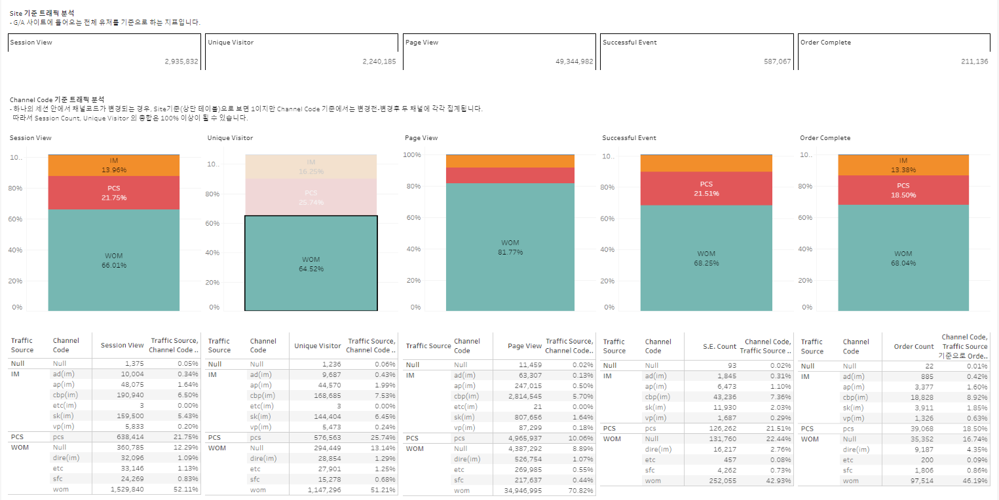 Site 기준 트래픽 분석
- G/A 사이트에 들어오는 전체 유저를 기준으로 하는 지표입니다.
Session View
2,935,832
Unique Visitor
2,240,185
Page View
49,344,982
Successful Event
587,067
Order Complete
211,136
Channel Code 기준 트래픽 분석
- 하나의 세션 안에서 채널코드가 변경되는 경우, Site기준(상단 테이블)으로 보면 1이지만 Channel Code 기준에서는 변경전-변경후 두 채널에 각각 집계됩니다.
따라서 Session Count, Unique Visitor 의 총합은 100% 이상이 될 수 있습니다.
Session View
10..
80%
60%
40%
20%
0%
IM
13.96%
PCS
21.75%
WOM
66.01%
Unique Visitor
10..
80%
60%
40%
20%
0%
IM
16.25%
PCS
25.74%
WOM
64.52%
Page View
100%
80%
60%
40%
20%
0%
WOM
81.77%
Successful Event
10..
80%
60%
40%
20%
0%
PCS
21.51%
WOM
68.25%
Order Complete
10..
80%
60%
40%
20%
0%
IM
13.38%
PCS
18.50%
WOM
68.04%
Traffic Source Channel Code Session View Traffic Source, Channel Code ..
Null Null 1,375 0.05%
IM ad(im) 10,004 0.34%
ap(im) 48,075 1.64%
cbp(im) 190,940 6.50%
etc(im) 3 0.00%
sk(im) 159,500 5.43%
vp(im) 5,833 0.20%
PCS pcs 638,414 21.75%
WOM Null 360,785 12.29%
dire(im) 32,096 1.09%
etc 33,146 1.13%
sfc 24,269 0.83%
wom 1,529,840 52.11%
Traffic Source Channel Code Unique Visitor Traffic Source, Channel Code ..
Null Null 1,236 0.06%
IM ad(im) 9,687 0.43%
ap(im) 44,570 1.99%
cbp(im) 168,685 7.53%
etc(im) 3 0.00%
sk(im) 144,404 6.45%
vp(im) 5,473 0.24%
PCS pcs 576,563 25.74%
WOM Null 294,449 13.14%
dire(im) 28,854 1.29%
etc 27,901 1.25%
sfc 15,278 0.68%
wom 1,147,296 51.21%
Traffic Source Channel Code Page View Traffic Source, Channel Code..
Null Null 11,459 0.02%
IM ad(im) 63,307 0.13%
ap(im) 247,015 0.50%
cbp(im) 2,814,545 5.70%
etc(im) 21 0.00%
sk(im) 807,656 1.64%
vp(im) 87,299 0.18%
PCS pcs 4,965,937 10.06%
WOM Null 4,387,292 8.89%
dire(im) 526,754 1.07%
etc 269,985 0.55%
sfc 217,637 0.44%
wom 34,946,995 70.82%
Traffic Source Channel Code S.E. Count Channel Code, Traffic Source ..
Null Null 93 0.02%
IM ad(im) 1,845 0.31%
ap(im) 6,473 1.10%
cbp(im) 43,236 7.36%
sk(im) 11,930 2.03%
vp(im) 1,687 0.29%
PCS pcs 126,262 21.51%
WOM Null 131,760 22.44%
dire(im) 16,217 2.76%
etc 457 0.08%
sfc 4,262 0.73%
wom 252,055 42.93%
Traffic Source Channel Code Order Count Channel Code, Traffic Source 기준으로 Orde..
Null Null 22 0.01%
IM ad(im) 885 0.42%
ap(im) 3,377 1.60%
cbp(im) 18,828 8.92%
sk(im) 3,911 1.85%
vp(im) 1,326 0.63%
PCS pcs 39,068 18.50%
WOM Null 35,352 16.74%
dire(im) 9,187 4.35%
etc 200 0.09%
sfc 1,806 0.86%
wom 97,514 46.19%